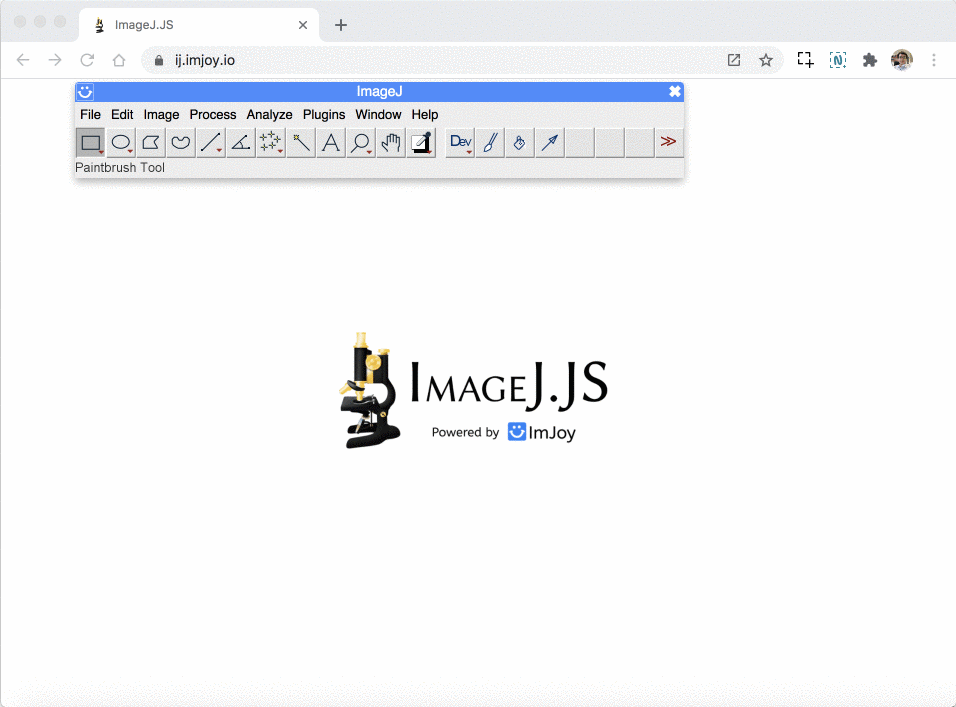 ImageJ.JS
ij.imjoy.io
ImageJ
File Edit Image Process Analyze Plugins Window Help
A Dev
Paintbrush Tool
ImageJ.JS
Powered by ImJoy